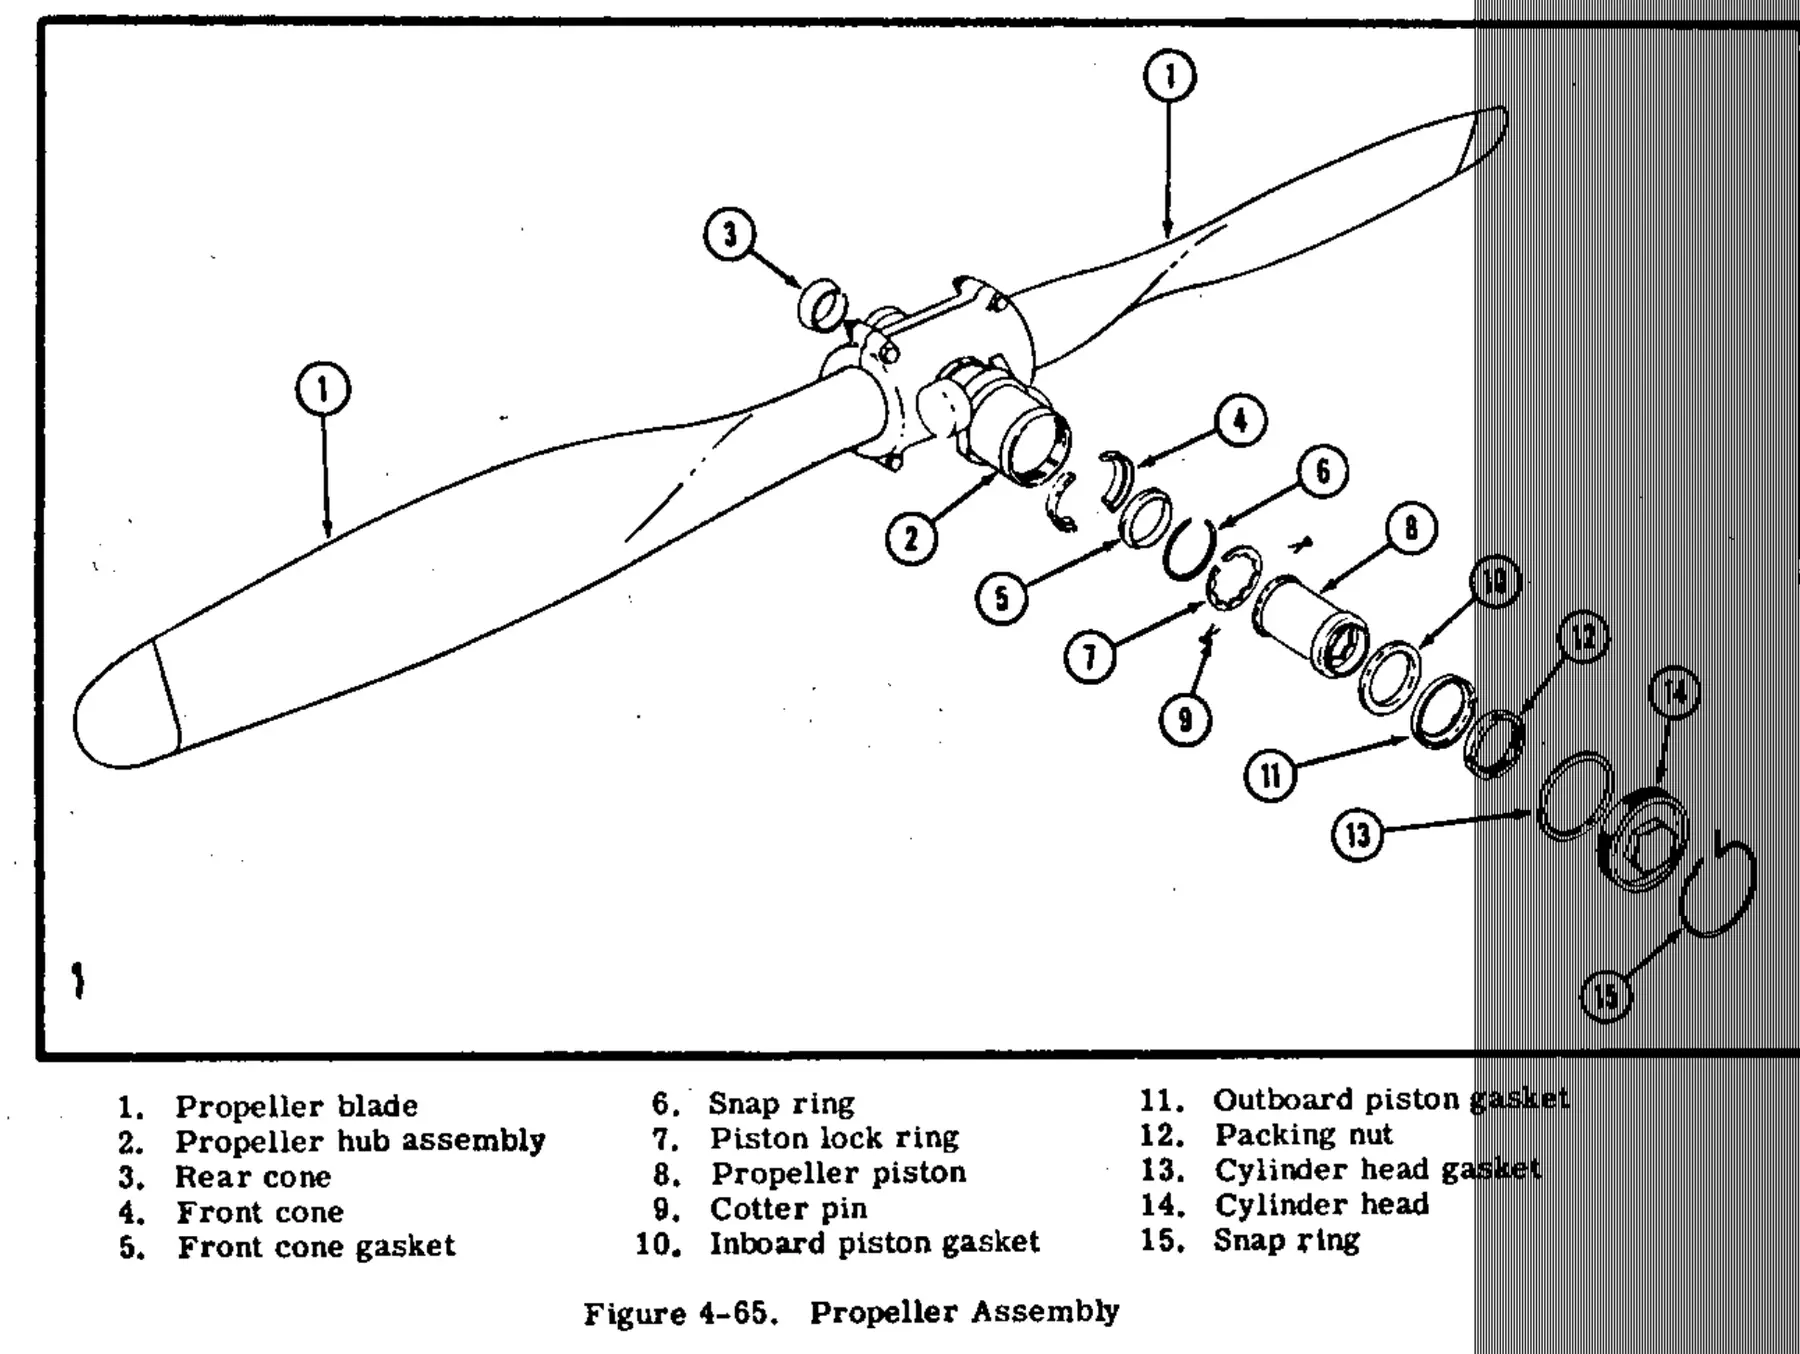 1
3
1
4
6
2
8
5
10
7
12
14
9
11
13
15
1. Propeller blade
2. Propeller hub assembly
3. Rear cone
4. Front cone
5. Front cone gasket
6. Snap ring
7. Piston lock ring
8. Propeller piston
9. Cotter pin
10. Inboard piston gasket
11. Outboard piston gasket
12. Packing nut
13. Cylinder head gasket
14. Cylinder head
15. Snap ring
Figure 4-65. Propeller Assembly